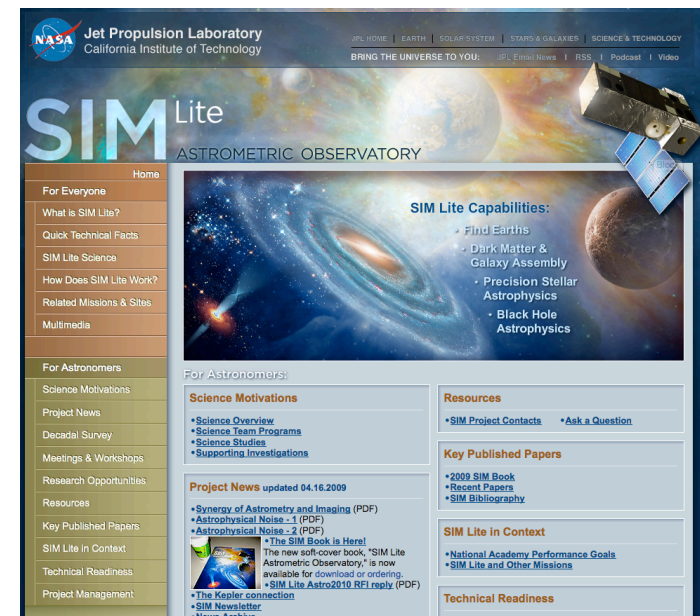 NASA
Jet Propulsion Laboratory
California Institute of Technology
JPL HOME | EARTH | SOLAR SYSTEM | STARS & GALAXIES | SCIENCE & TECHNOLOGY
BRING THE UNIVERSE TO YOU: JPL Email News | RSS | Podcast | Video
SIM Lite
ASTROMETRIC OBSERVATORY
Blog
Home
For Everyone
What is SIM Lite?
Quick Technical Facts
SIM Lite Science
How Does SIM Lite Work?
Related Missions & Sites
Multimedia
For Astronomers
Science Motivations
Project News
Decadal Survey
Meetings & Workshops
Research Opportunities
Resources
Key Published Papers
SIM Lite in Context
Technical Readiness
Project Management
SIM Lite Capabilities:
· Find Earths
· Dark Matter &
Galaxy Assembly
· Precision Stellar
Astrophysics
· Black Hole
Astrophysics
For Astronomers:
Science Motivations
•Science Overview
•Science Team Programs
•Science Studies
•Supporting Investigations
Project News updated 04.16.2009
•Synergy of Astrometry and Imaging (PDF)
•Astrophysical Noise - 1 (PDF)
•Astrophysical Noise - 2 (PDF)
•The SIM Book is Here!
The new soft-cover book, "SIM Lite
Astrometric Observatory," is now
available for download or ordering.
•SIM Lite Astro2010 RFI reply (PDF)
•The Kepler connection
•SIM Newsletter
•News Archive
Resources
•SIM Project Contacts •Ask a Question
Key Published Papers
•2009 SIM Book
•Recent Papers
•SIM Bibliography
SIM Lite in Context
•National Academy Performance Goals
•SIM Lite and Other Missions
Technical Readiness